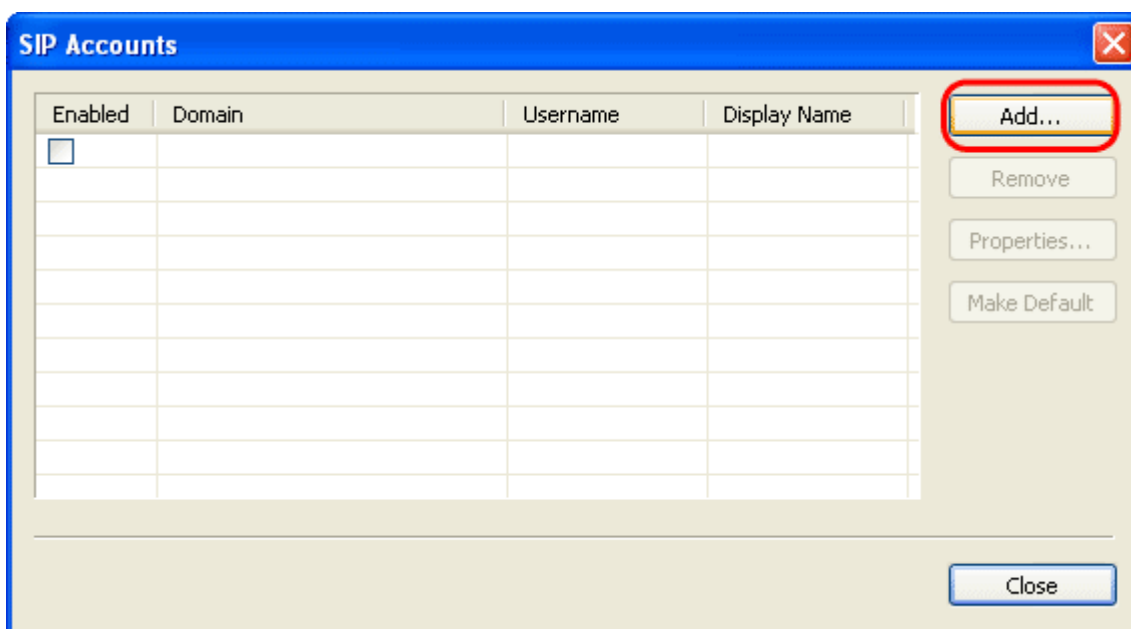 SIP Accounts
Enabled Domain Username Display Name
Add...
Remove
Properties...
Make Default
Close